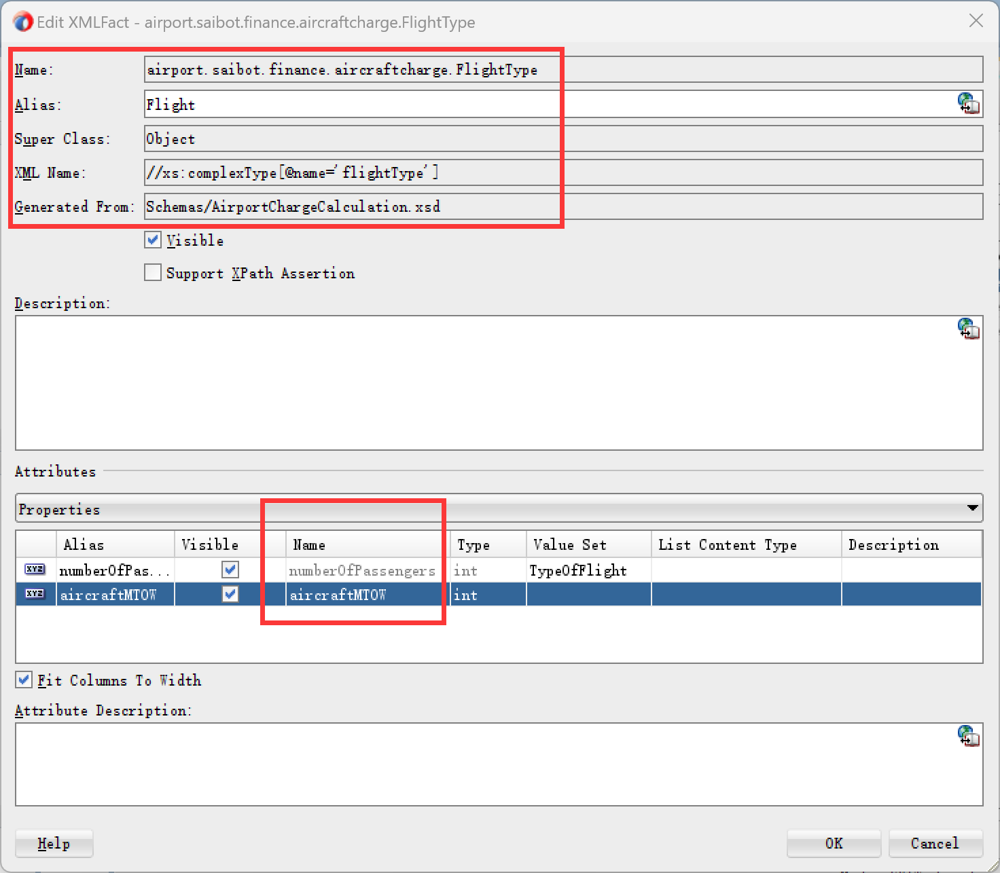 Edit XMLFact - airport.saibot.finance.aircraftcharge.FlightType
Name: airport.saibot.finance.aircraftcharge.FlightType
Alias: Flight
Super Class: Object
XML Name: //xs:complexType[@name='flightType']
Generated From: Schemas/AirportChargeCalculation.xsd
Visible
Support XPath Assertion
Description:
Attributes
Properties
Alias Visible Name Type Value Set List Content Type Description
XYZ numberOfPas... numberOfPassengers int TypeOfFlight
XYZ aircraftMTOW aircraftMTOW int
Fit Columns To Width
Attribute Description:
Help OK Cancel